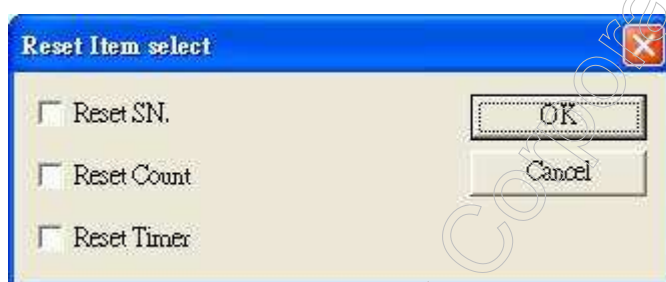 Reset Item select
Reset SN.
OK
Reset Count
Cancel
Reset Timer